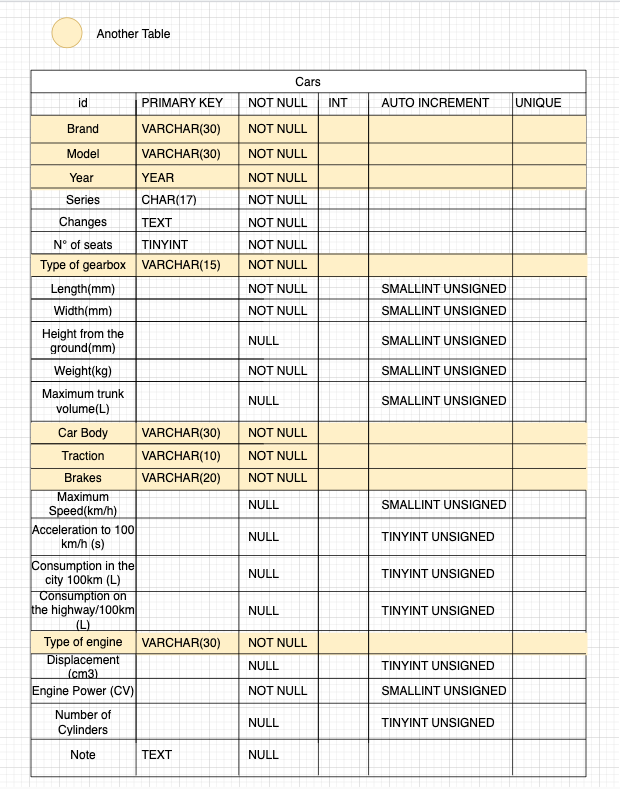 Another Table
Cars
id PRIMARY KEY NOT NULL INT AUTO INCREMENT UNIQUE
Brand VARCHAR(30) NOT NULL
Model VARCHAR(30) NOT NULL
Year YEAR NOT NULL
Series CHAR(17) NOT NULL
Changes TEXT NOT NULL
N° of seats TINYINT NOT NULL
Type of gearbox VARCHAR(15) NOT NULL
Length(mm) NOT NULL SMALLINT UNSIGNED
Width(mm) NOT NULL SMALLINT UNSIGNED
Height from the
ground(mm) NULL SMALLINT UNSIGNED
Weight(kg) NOT NULL SMALLINT UNSIGNED
Maximum trunk
volume(L) NULL SMALLINT UNSIGNED
Car Body VARCHAR(30) NOT NULL
Traction VARCHAR(10) NOT NULL
Brakes VARCHAR(20) NOT NULL
Maximum
Speed(km/h) NULL SMALLINT UNSIGNED
Acceleration to 100
km/h (s) NULL TINYINT UNSIGNED
Consumption in the
city 100km (L) NULL TINYINT UNSIGNED
Consumption on
the highway/100km
(L) NULL TINYINT UNSIGNED
Type of engine VARCHAR(30) NOT NULL
Displacement
(cm3) NULL TINYINT UNSIGNED
Engine Power (CV) NOT NULL SMALLINT UNSIGNED
Number of
Cylinders NULL TINYINT UNSIGNED
Note TEXT NULL